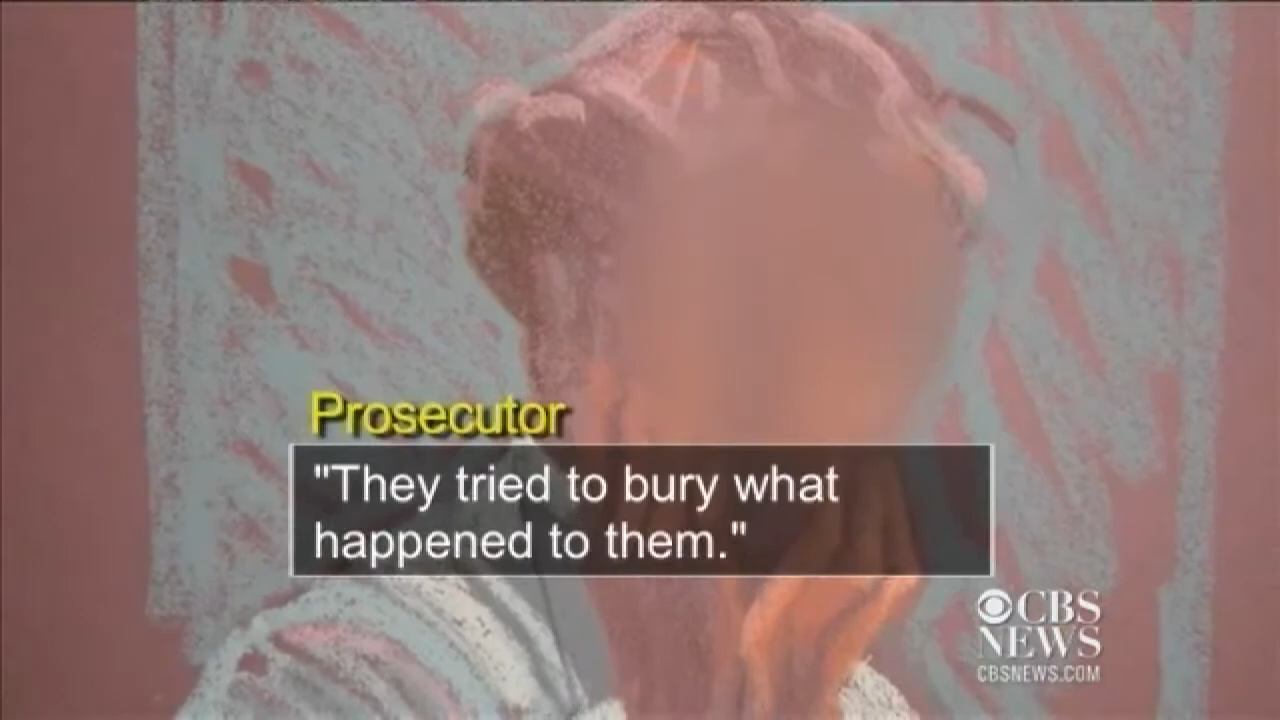 Prosecutor
"They tried to bury what
happened to them."
CBS
NEWS
CBSNEWS.COM